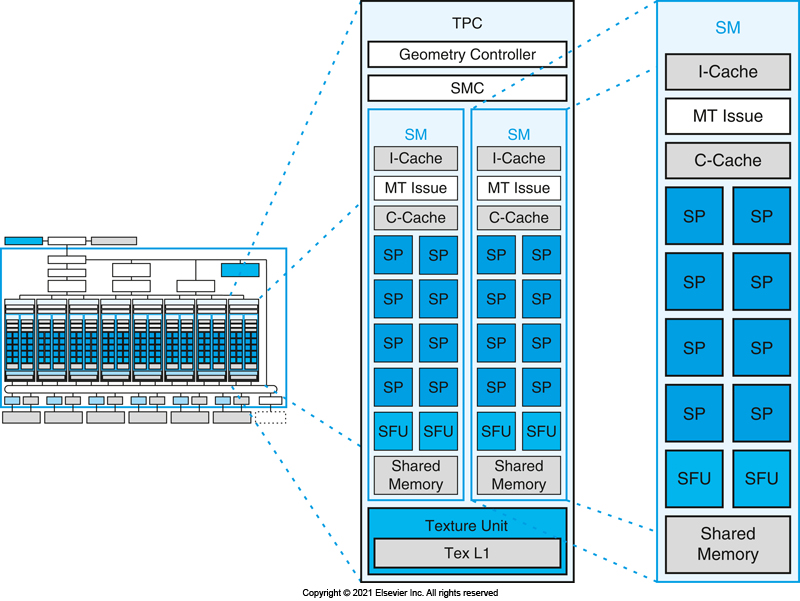 TPC
Geometry Controller
SMC
SM
I-Cache
MT Issue
C-Cache
SP SP
SP SP
SP SP
SP SP
SFU SFU
Shared
Memory
SM
I-Cache
MT Issue
C-Cache
SP SP
SP SP
SP SP
SP SP
SFU SFU
Shared
Memory
Texture Unit
Tex L1
SM
I-Cache
MT Issue
C-Cache
SP SP
SP SP
SP SP
SP SP
SFU SFU
Shared
Memory
Copyright © 2021 Elsevier Inc. All rights reserved